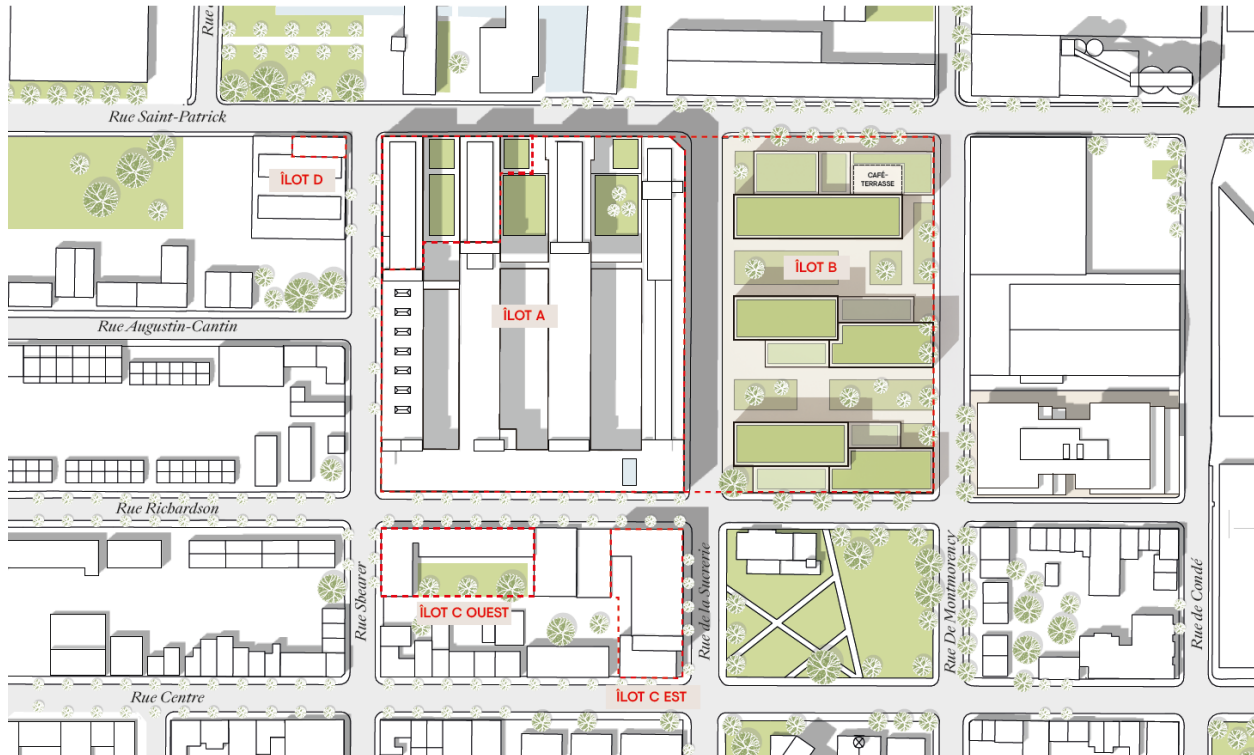 Rue Saint-Patrick
ÎLOT D
CAFÉ-
TERRASSE
ÎLOT B
ÎLOT A
Rue Augustin-Cantin
Rue Richardson
Rue Shearer
Rue de la Sucrerie
Rue De Montmorency
Rue de Condé
ÎLOT C OUEST
Rue Centre
ÎLOT C EST